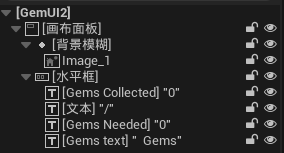 [GemUI2]
[画布面板]
[背景模糊]
Image_1
[水平框]
[Gems Collected] "0"
[文本] "/"
[Gems Needed] "0"
[Gems text] "  Gems"